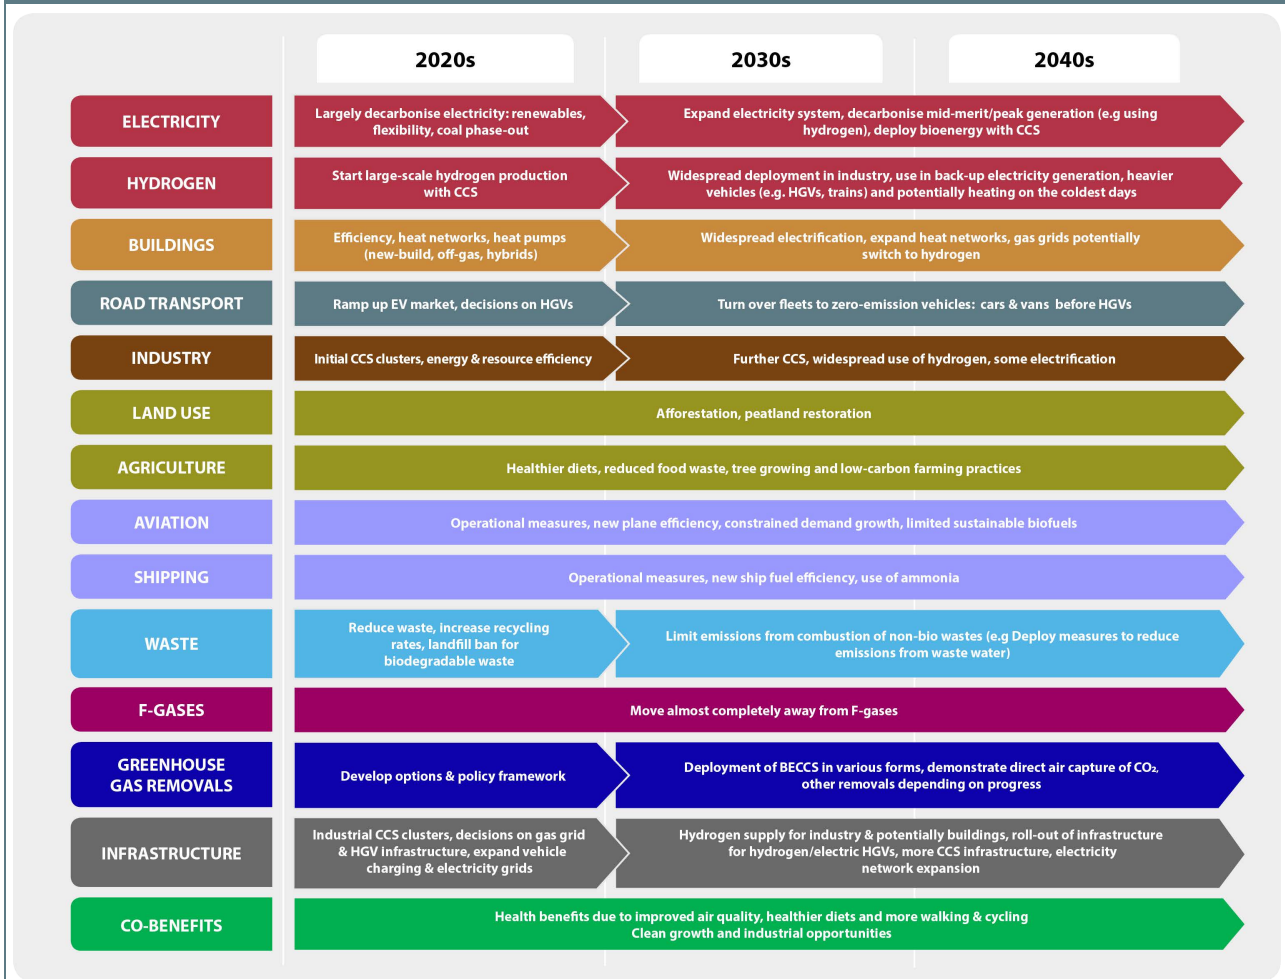 2020s
2030s
2040s
ELECTRICITY
Largely decarbonise electricity: renewables,
flexibility, coal phase-out
Expand electricity system, decarbonise mid-merit/peak generation (e.g using
hydrogen), deploy bioenergy with CCS
HYDROGEN
Start large-scale hydrogen production
with CCS
Widespread deployment in industry, use in back-up electricity generation, heavier
vehicles (e.g. HGVs, trains) and potentially heating on the coldest days
BUILDINGS
Efficiency, heat networks, heat pumps
(new-build, off-gas, hybrids)
Widespread electrification, expand heat networks, gas grids potentially
switch to hydrogen
ROAD TRANSPORT
Ramp up EV market, decisions on HGVs
Turn over fleets to zero-emission vehicles: cars & vans before HGVs
INDUSTRY
Initial CCS clusters, energy & resource efficiency
Further CCS, widespread use of hydrogen, some electrification
LAND USE
Afforestation, peatland restoration
AGRICULTURE
Healthier diets, reduced food waste, tree growing and low-carbon farming practices
AVIATION
Operational measures, new plane efficiency, constrained demand growth, limited sustainable biofuels
SHIPPING
Operational measures, new ship fuel efficiency, use of ammonia
WASTE
Reduce waste, increase recycling
rates, landfill ban for
biodegradable waste
Limit emissions from combustion of non-bio wastes (e.g Deploy measures to reduce
emissions from waste water)
F-GASES
Move almost completely away from F-gases
GREENHOUSE
GAS REMOVALS
Develop options & policy framework
Deployment of BECCS in various forms, demonstrate direct air capture of CO₂,
other removals depending on progress
INFRASTRUCTURE
Industrial CCS clusters, decisions on gas grid
& HGV infrastructure, expand vehicle
charging & electricity grids
Hydrogen supply for industry & potentially buildings, roll-out of infrastructure
for hydrogen/electric HGVs, more CCS infrastructure, electricity
network expansion
CO-BENEFITS
Health benefits due to improved air quality, healthier diets and more walking & cycling
Clean growth and industrial opportunities